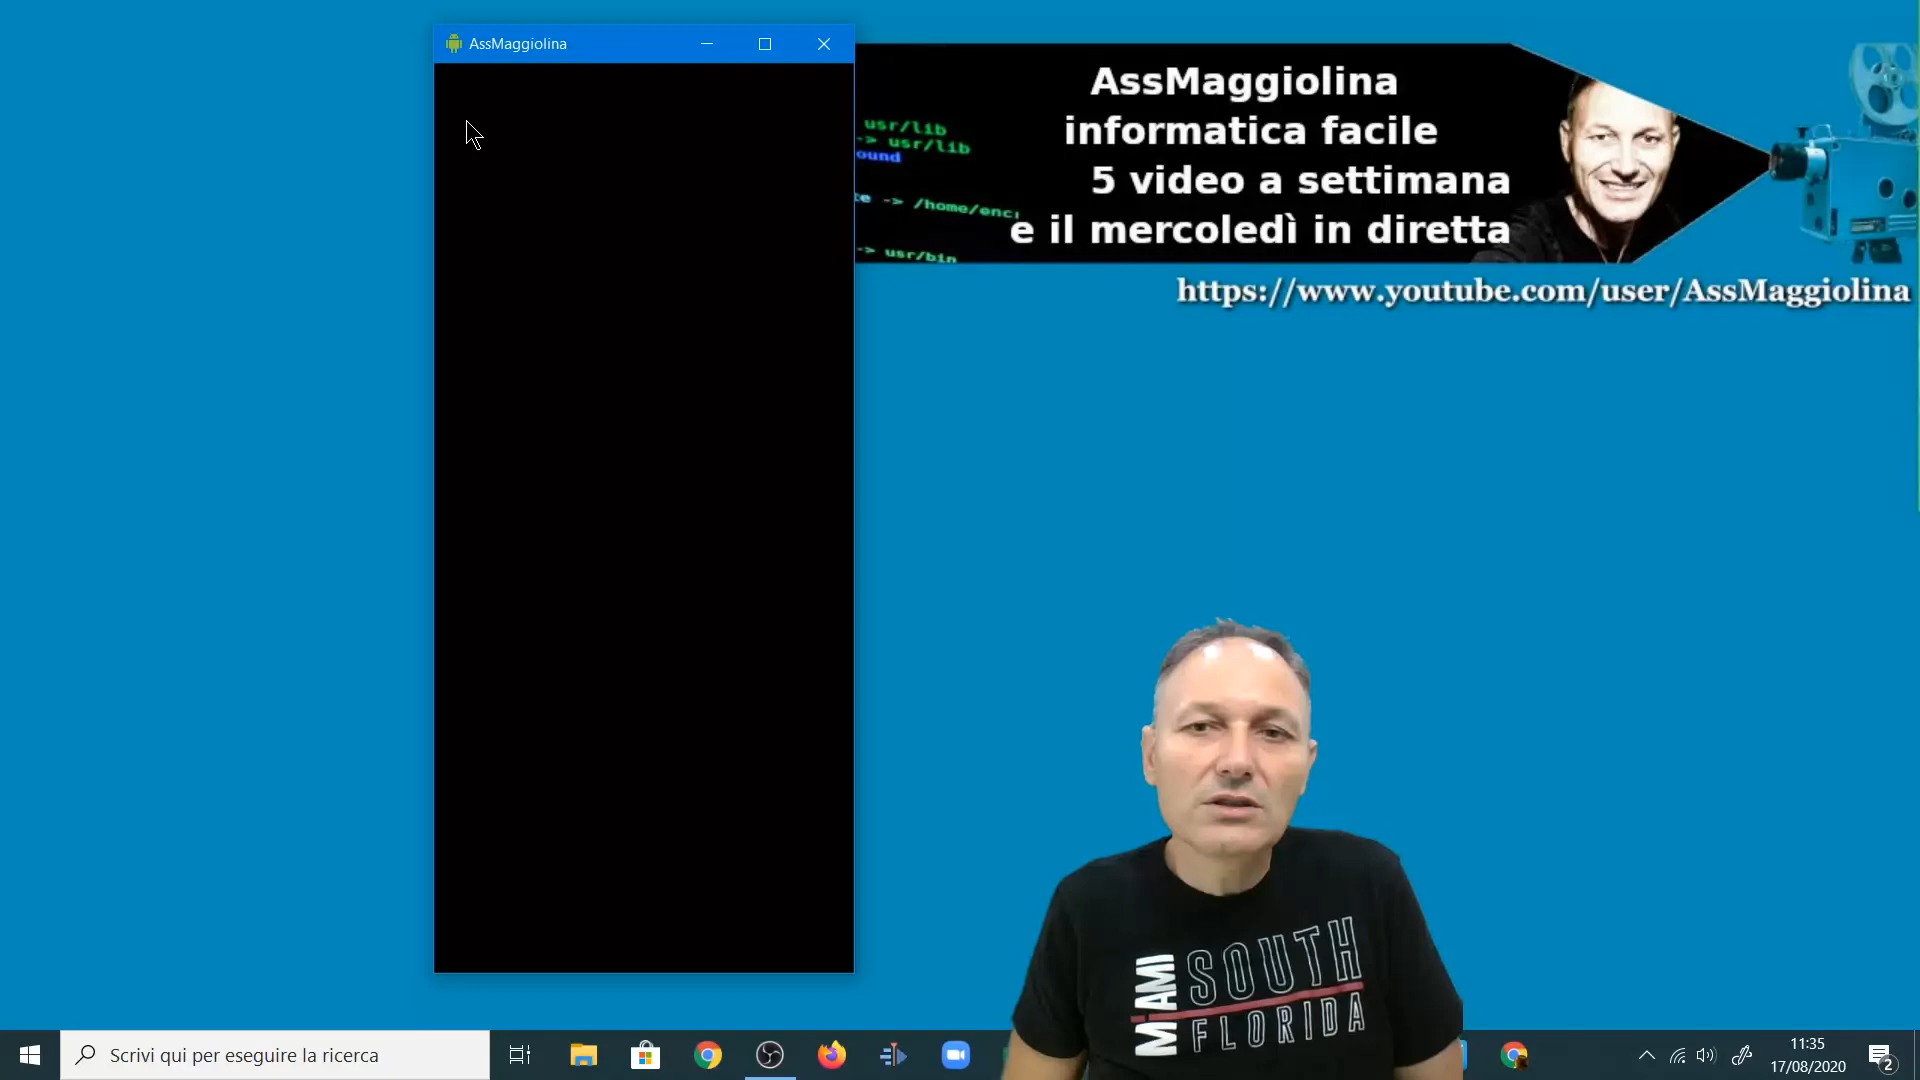 AssMaggiolina
AssMaggiolina
informatica facile
5 video a settimana
e il mercoledì in diretta
usr/lib
-> usr/lib
ound
-> /home/enc
-> usr/bin
https://www.youtube.com/user/AssMaggiolina
MIAMI
SOUTH
FLORIDA
Scrivi qui per eseguire la ricerca
11:35
17/08/2020
2